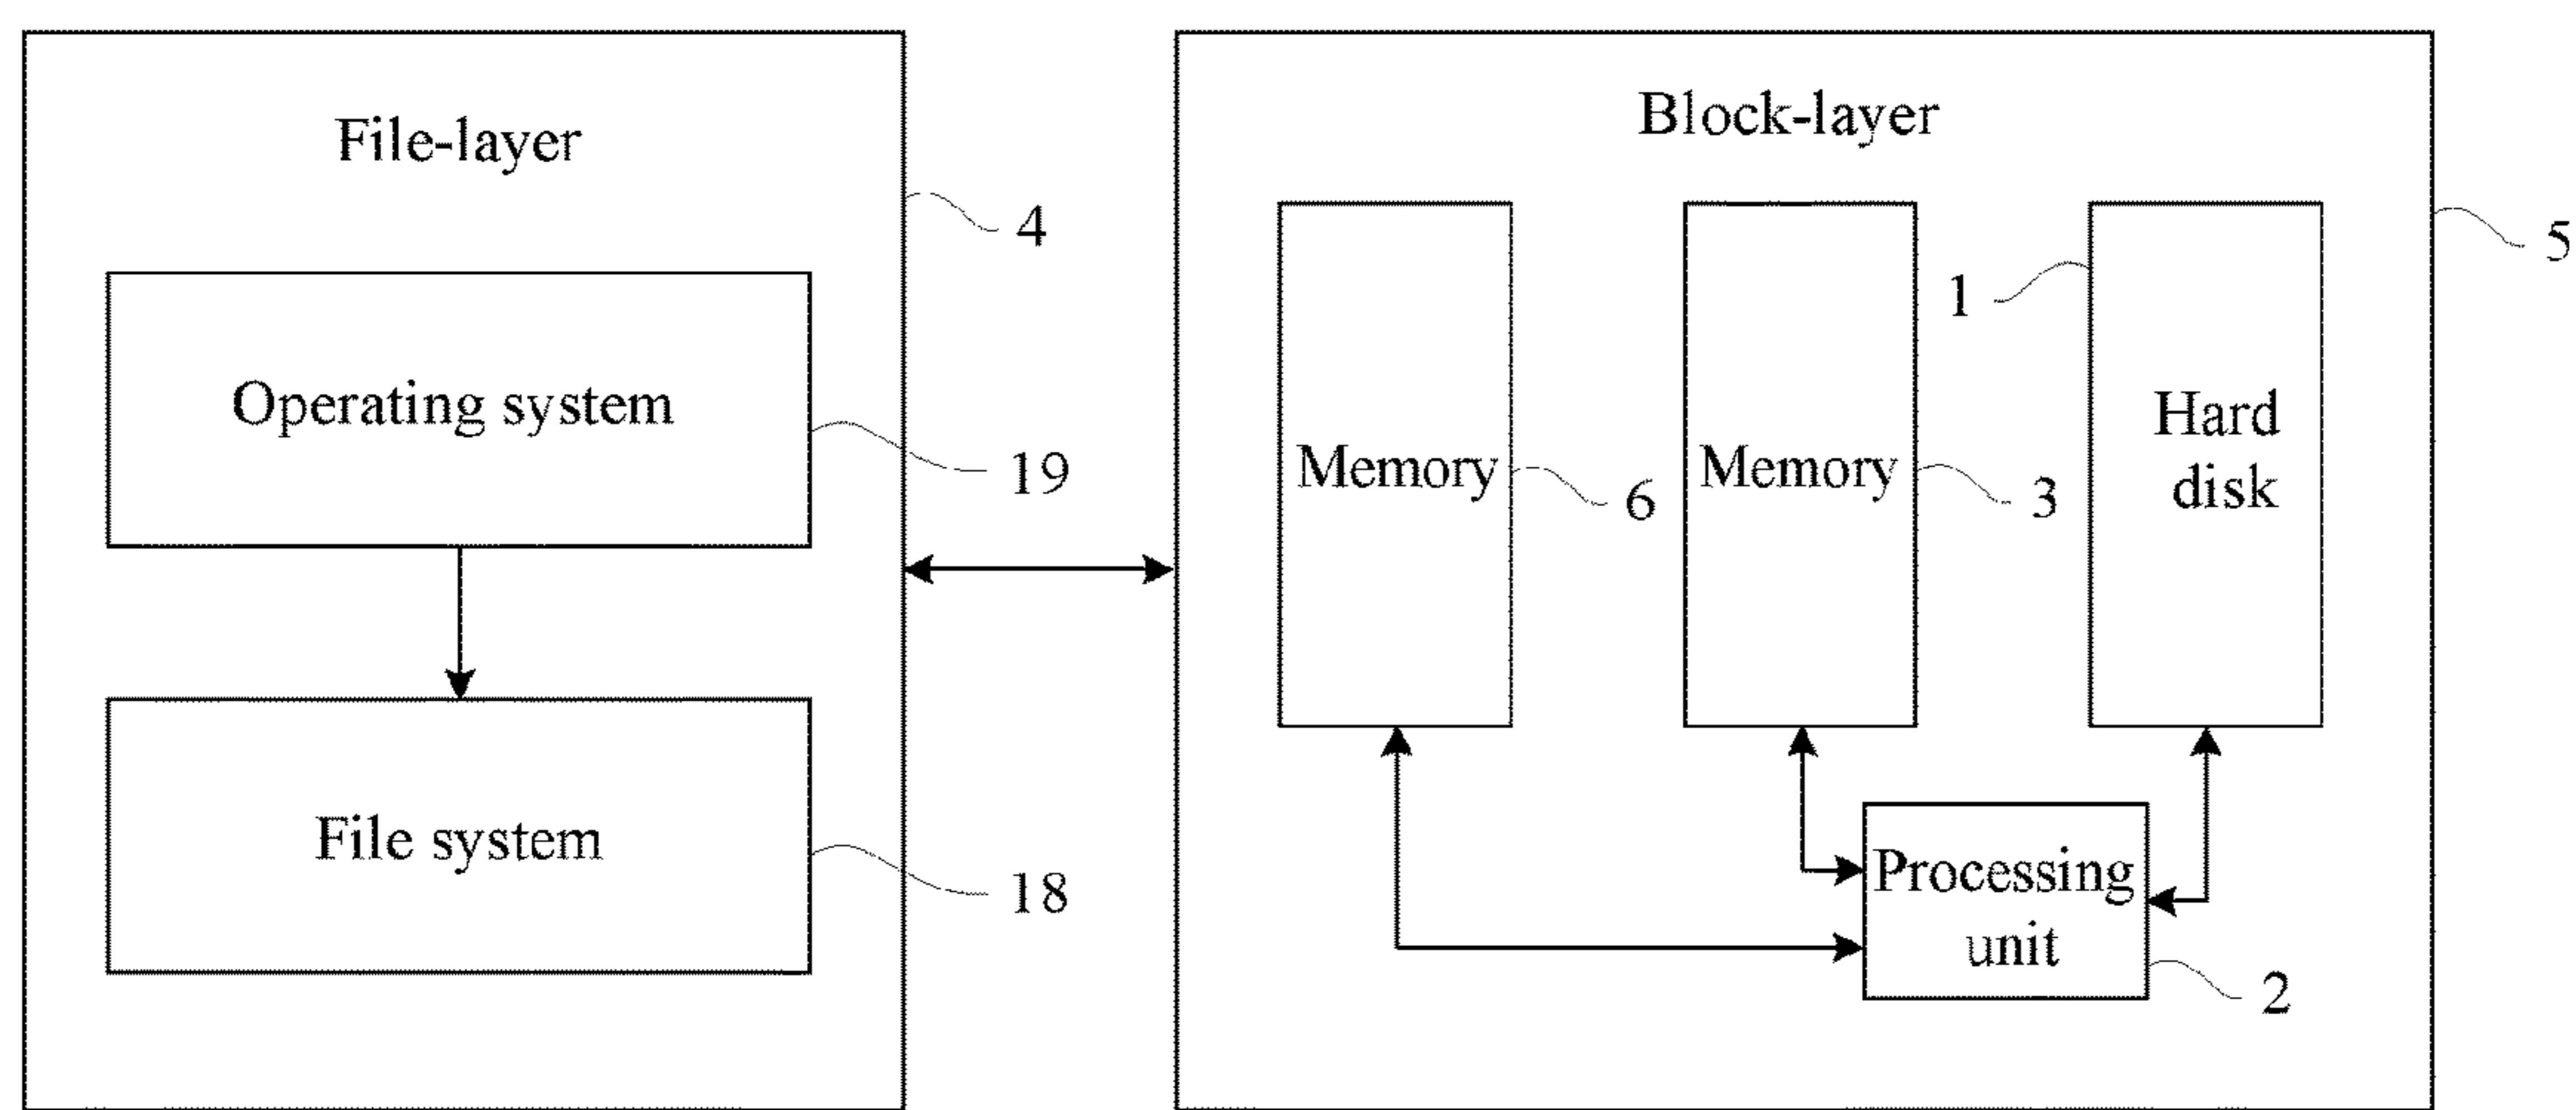 File-layer
4
Operating system
19
File system
18
Block-layer
5
Memory
6
Memory
3
1
Hard
disk
Processing
unit
2